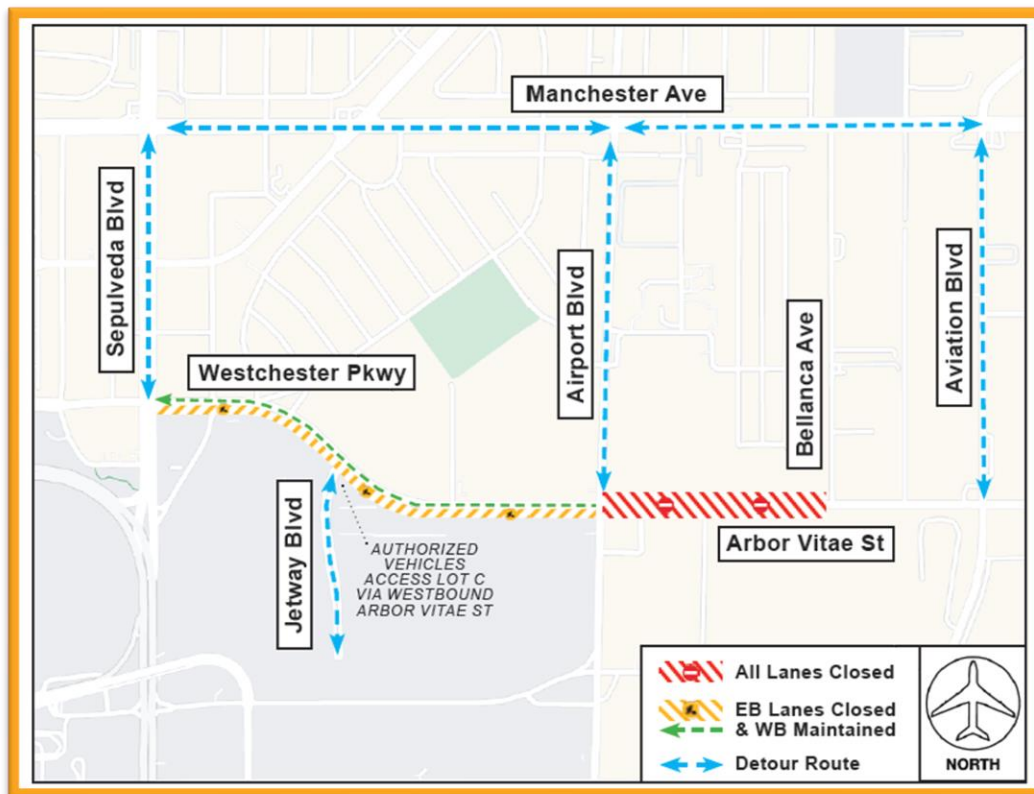 Manchester Ave
Sepulveda Blvd
Airport Blvd
Aviation Blvd
Westchester Pkwy
Bellanca Ave
Jetway Blvd
AUTHORIZED
VEHICLES
ACCESS LOT C
VIA WESTBOUND
ARBOR VITAE ST
Arbor Vitae St
All Lanes Closed
EB Lanes Closed
& WB Maintained
Detour Route
NORTH